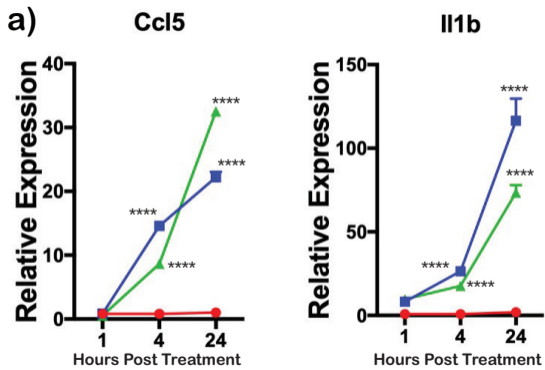 a)
Ccl5
Relative Expression
40
30
20
10
0
****
****
****
****
1 4 24
Hours Post Treatment
Il1b
Relative Expression
150
100
50
0
****
****
****
****
1 4 24
Hours Post Treatment